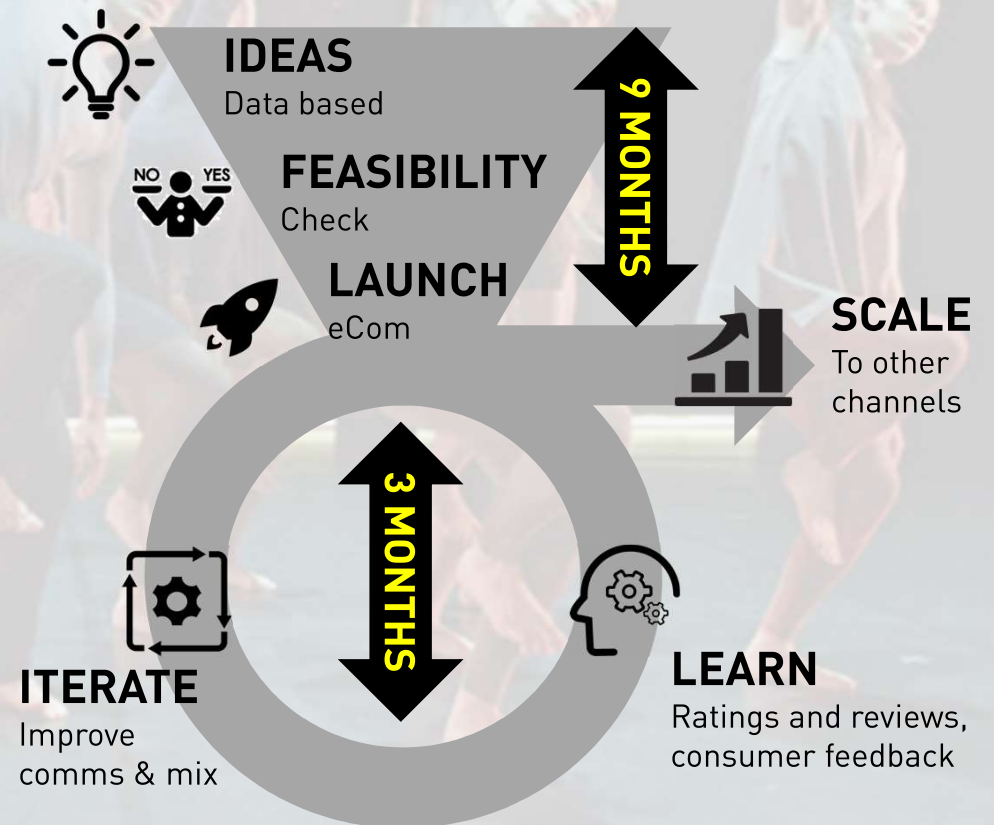 IDEAS
Data based
9 MONTHS
NO YES
FEASIBILITY
Check
LAUNCH
eCom
SCALE
To other
channels
3 MONTHS
ITERATE
Improve
comms & mix
LEARN
Ratings and reviews,
consumer feedback